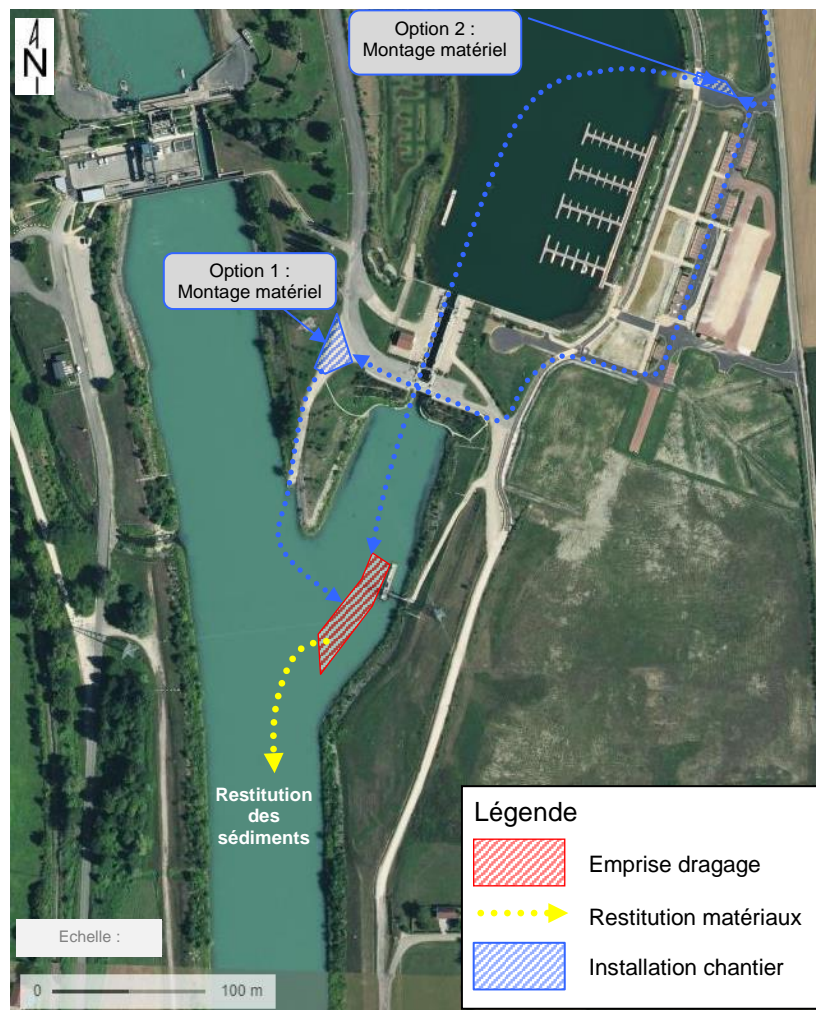 Option 2 :
Montage matériel
N
Option 1 :
Montage matériel
Restitution
des
sédiments
Légende
Emprise dragage
Restitution matériaux
Installation chantier
Echelle :
0 100 m